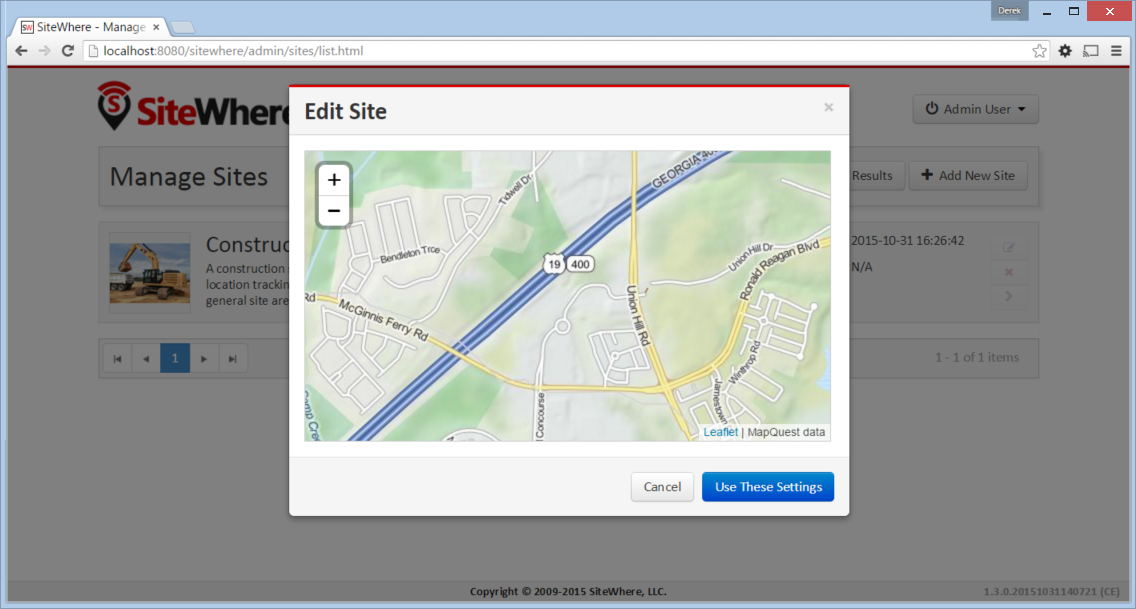 Derek
SiteWhere - Manage
localhost:8080/sitewhere/admin/sites/list.html
SiteWhere
Edit Site
×
Admin User
Manage Sites
Results
Add New Site
Construc
A construction
location trackin
general site are
2015-10-31 16:26:42
N/A
+
−
Tidwell Dr
GEORGIA 40
Bendleton Trce
19
400
Union Hill Dr
Ronald Reagan Blvd
Rd
McGinnis Ferry Rd
Union Hill Rd
Winthrop Rd
Jamestown
Concourse
Camp Cree
Leaflet | MapQuest data
1
1 - 1 of 1 items
Cancel
Use These Settings
Copyright © 2009-2015 SiteWhere, LLC.
1.3.0.20151031140721 (CE)